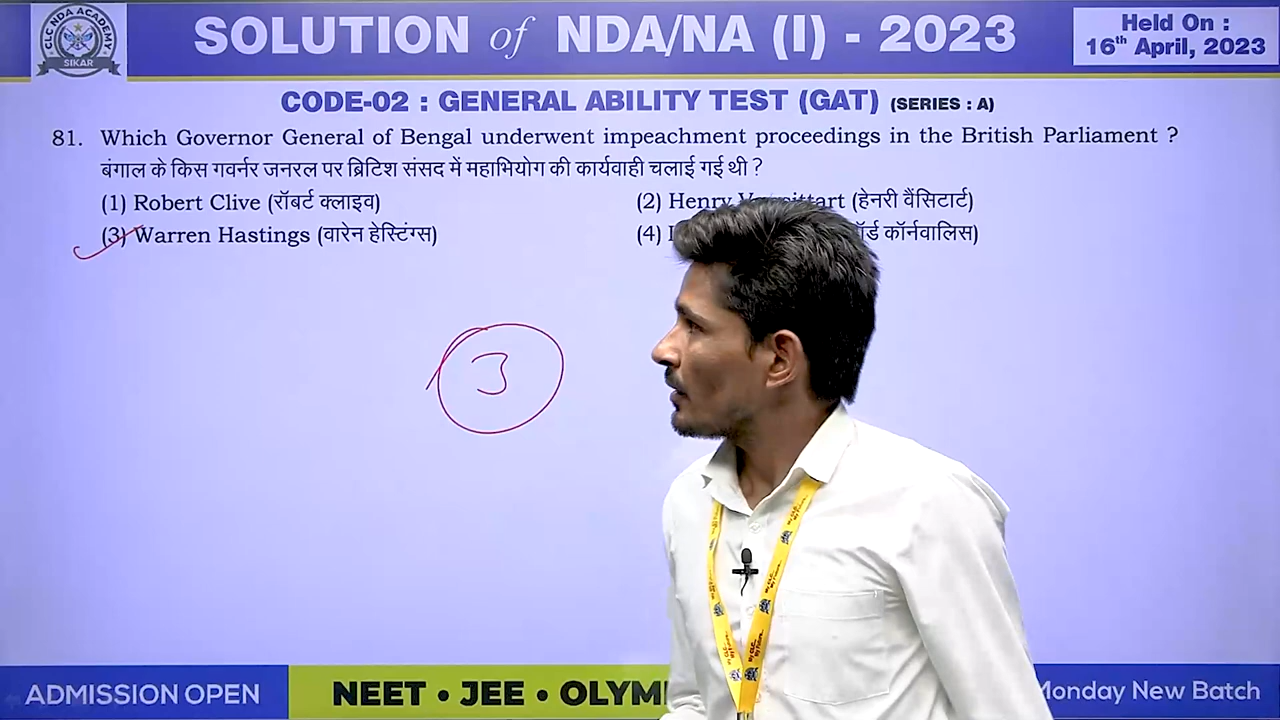 CLC NDA ACADEMY
SIKAR
SOLUTION of NDA/NA (I) - 2023
Held On :
16th April, 2023
CODE-02 : GENERAL ABILITY TEST (GAT) (SERIES : A)
81. Which Governor General of Bengal underwent impeachment proceedings in the British Parliament ?
बंगाल के किस गवर्नर जनरल पर ब्रिटिश संसद में महाभियोग की कार्यवाही चलाई गई थी ?
(1) Robert Clive (रॉबर्ट क्लाइव)
(2) Henry (हेनरी वैंसिटार्ट)
(3) Warren Hastings (वारेन हेस्टिंग्स)
(4) कॉर्नवालिस)
3
ADMISSION OPEN
NEET • JEE •
Monday New Batch